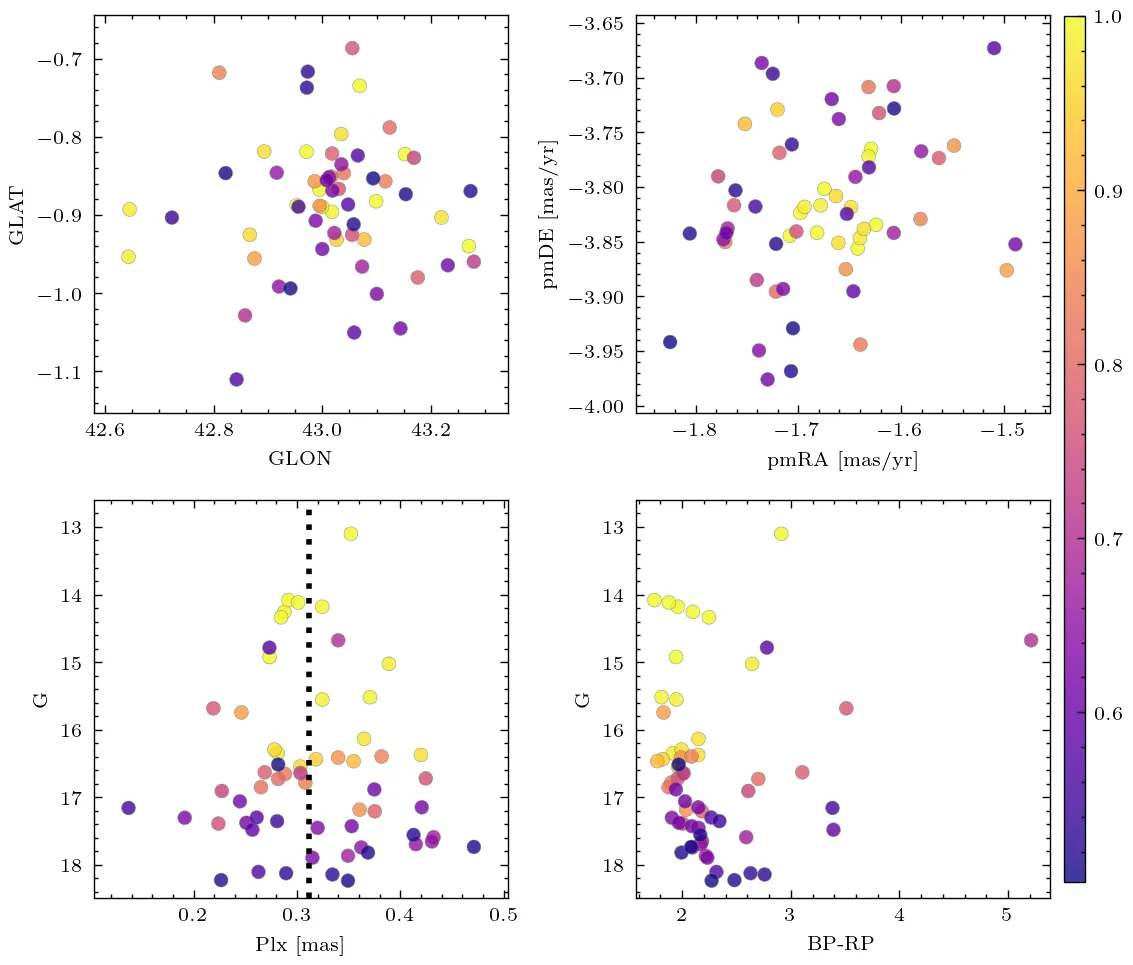 −0.7
−0.8
−0.9
−1.0
−1.1
GLAT
42.6 42.8 43.0 43.2
GLON
−3.65
−3.70
−3.75
−3.80
−3.85
−3.90
−3.95
−4.00
pmDE [mas/yr]
−1.8 −1.7 −1.6 −1.5
pmRA [mas/yr]
1.0
0.9
0.8
0.7
0.6
13
14
15
16
17
18
G
0.2 0.3 0.4 0.5
Plx [mas]
13
14
15
16
17
18
G
2 3 4 5
BP-RP